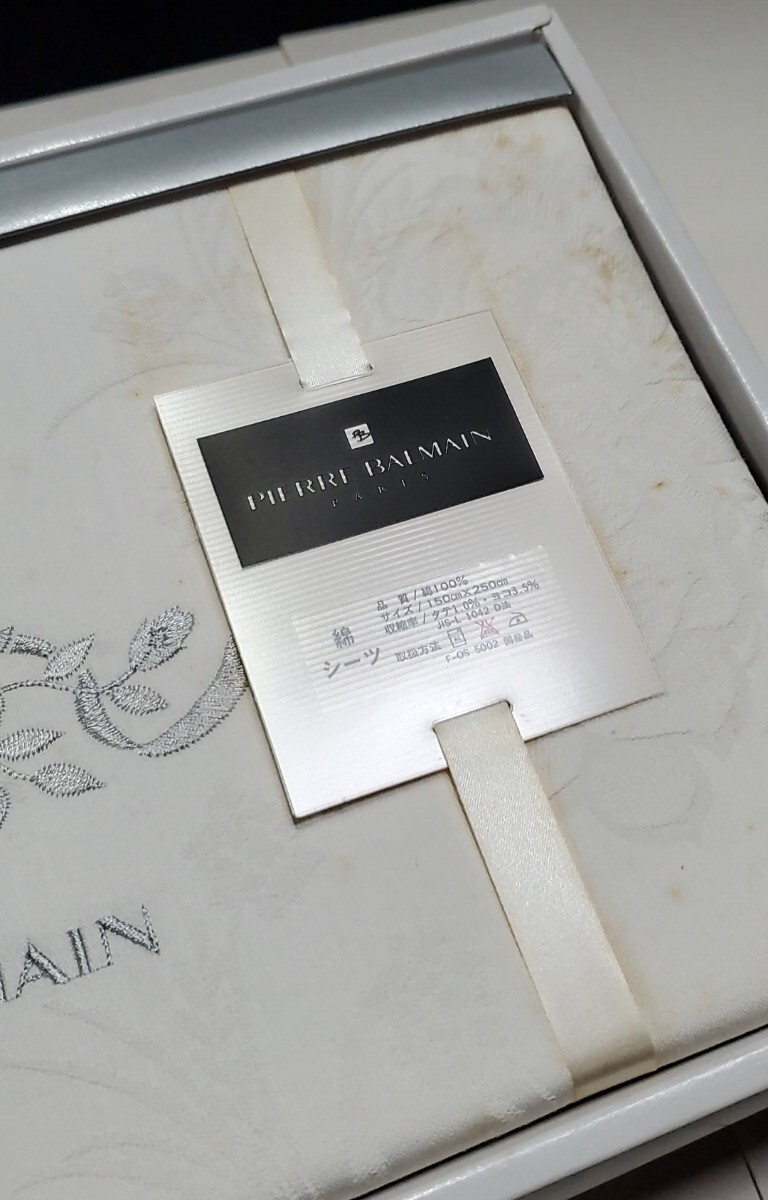 PB
PIERRE BALMAIN
PARIS
綿
シーツ
品 質/綿100%
サイズ/150cm×250cm
収縮率/タテ1.0%・ヨコ3.5%
JIS-L 1042 D法
取扱方法
F-OS 5002 国産品
MAIN